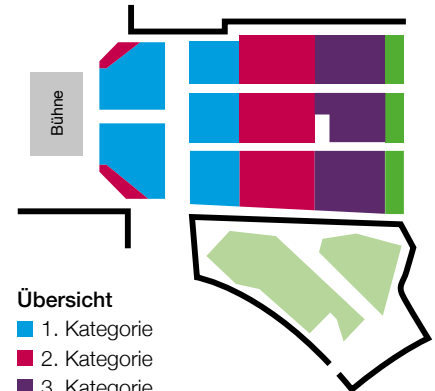 Bühne
Übersicht
1. Kategorie
2. Kategorie
3. Kategorie